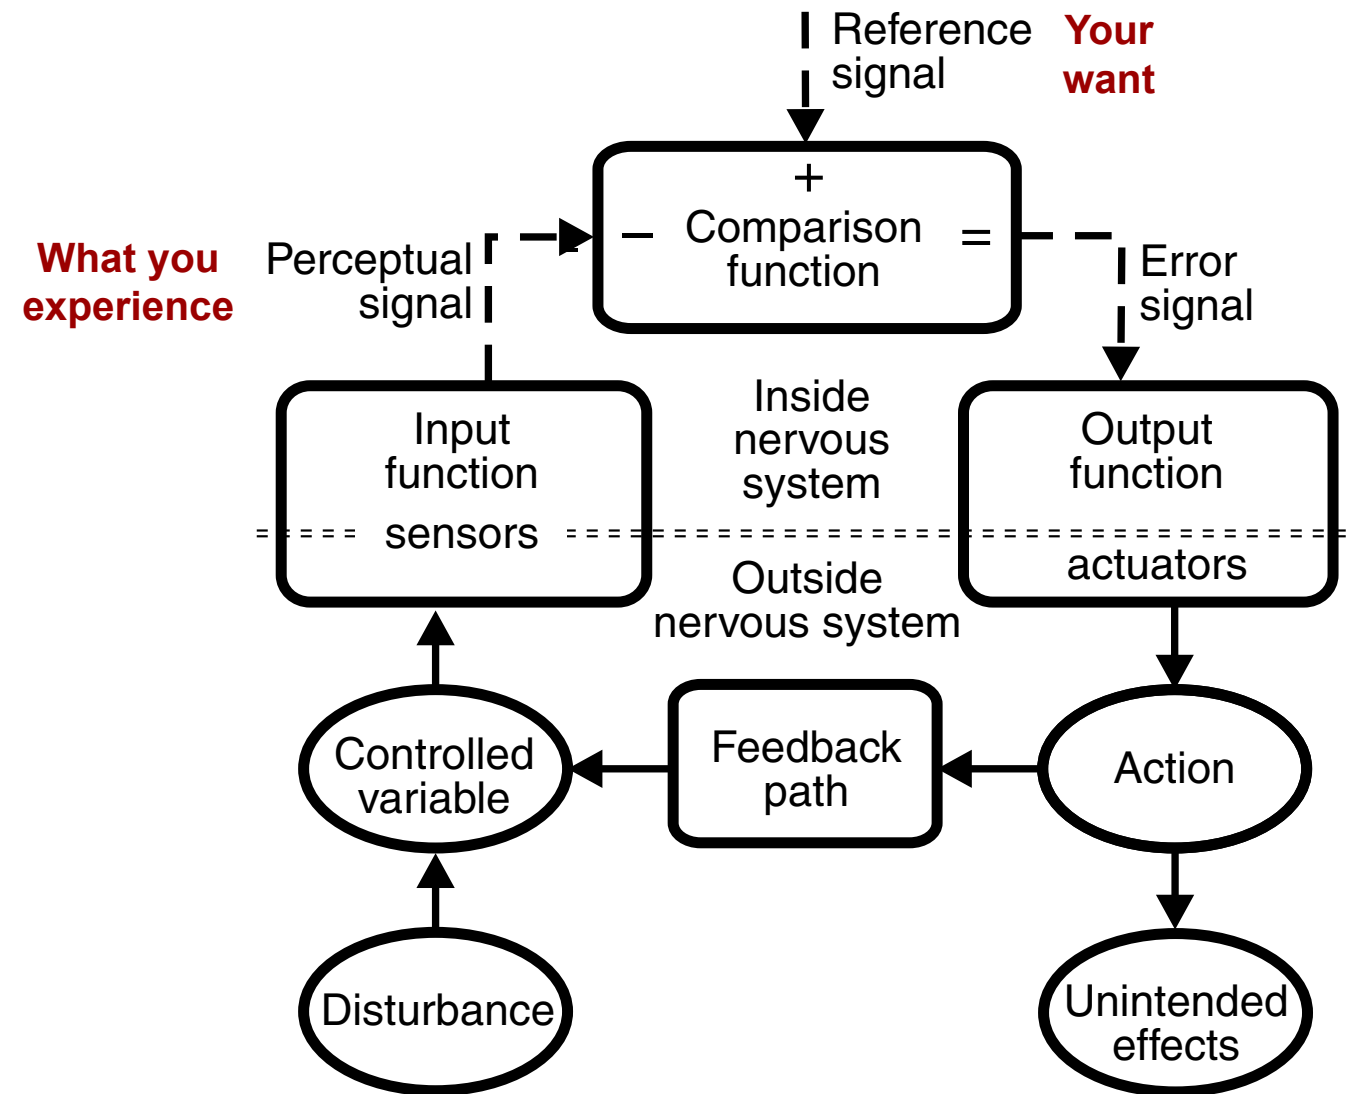 Reference
signal
Your
want
+
− Comparison =
function
What you
experience
Perceptual
signal
Error
signal
Input
function
sensors
Inside
nervous
system
Output
function
actuators
Outside
nervous system
Controlled
variable
Feedback
path
Action
Disturbance
Unintended
effects